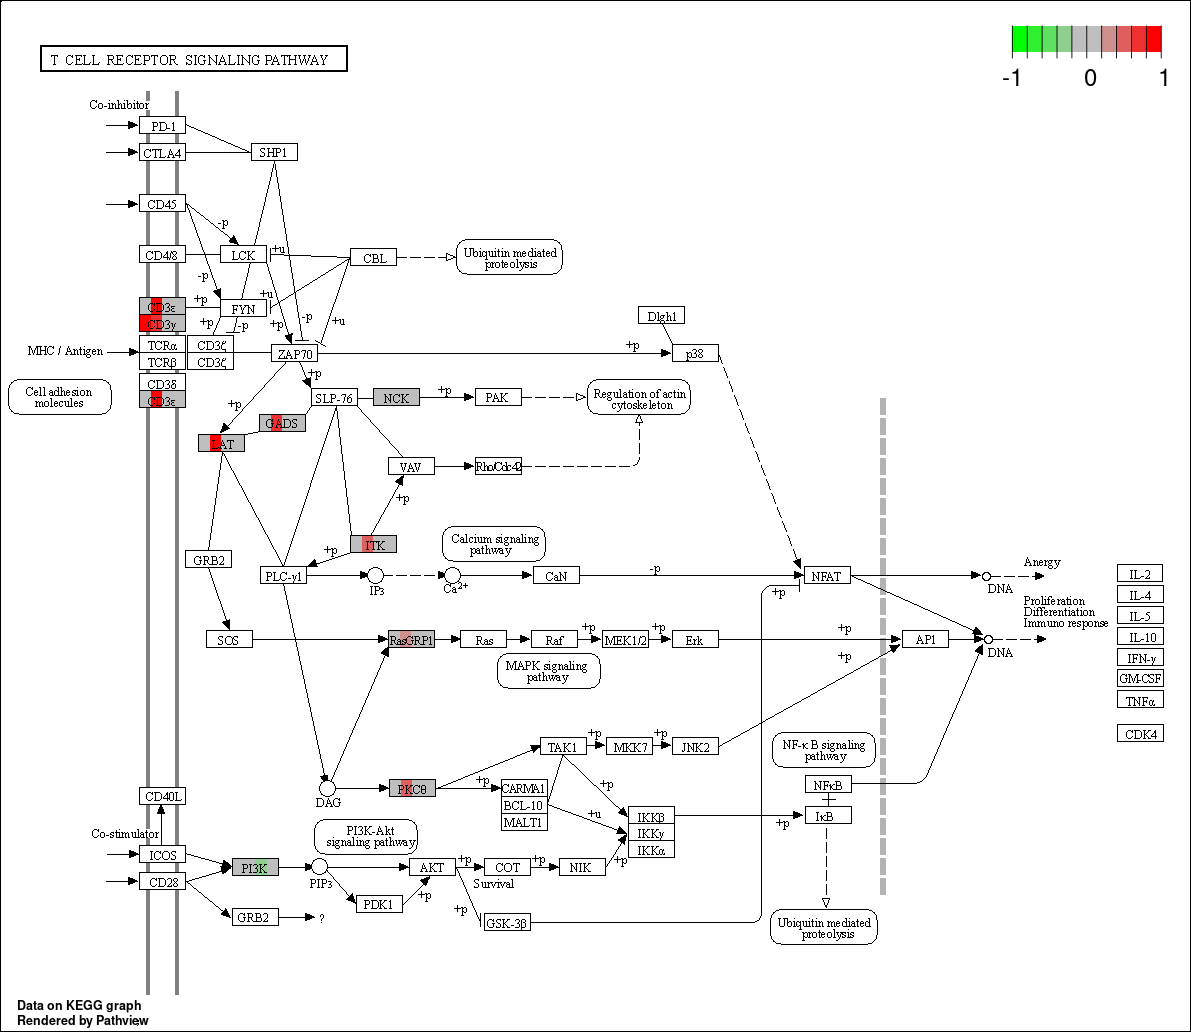 T CELL RECEPTOR SIGNALING PATHWAY
-1 0 1
Co-inhibitor
PD-1
CTLA4
SHP1
CD45
-p
CD4/8
LCK
+u
CBL
Ubiquitin mediated
proteolysis
-p
CD3ε
+p
FYN
+u
CD3γ
+p
-p
+p
-p
+u
Dlgh1
MHC / Antigen
TCRα
CD3ζ
ZAP70
+p
p38
TCRβ
CD3ζ
+p
Cell adhesion
molecules
CD3δ
CD3ε
SLP-76
NCK
+p
PAK
Regulation of actin
cytoskeleton
+p
GADS
LAT
VAV
Rho/Cdc42
+p
Calcium signaling
pathway
ITK
+p
GRB2
PLC-γ1
IP3
Ca2+
CaN
-p
NFAT
+p
DNA
Anergy
Proliferation
Differentiation
Immuno response
IL-2
IL-4
IL-5
IL-10
IFN-γ
GM-CSF
TNFα
CDK4
SOS
RasGRP1
Ras
Raf
+p
MEK1/2
+p
Erk
+p
+p
AP1
DNA
MAPK signaling
pathway
TAK1
+p
MKK7
+p
JNK2
NF-κB signaling
pathway
DAG
PKCθ
+p
CARMA1
BCL-10
MALT1
+p
+u
IKKβ
IKKγ
IKKα
+p
NFκB
IκB
CD40L
Co-stimulator
PI3K-Akt
signaling pathway
ICOS
CD28
PI3K
PIP3
AKT
+p
COT
+p
NIK
+p
Survival
PDK1
+p
+p
GSK-3β
GRB2
?
Ubiquitin mediated
proteolysis
Data on KEGG graph
Rendered by Pathview